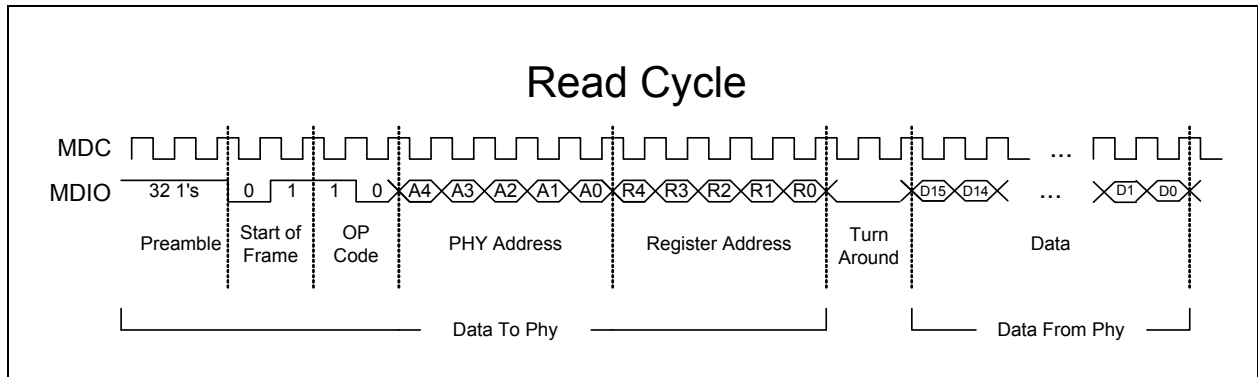 Read Cycle
MDC
...
MDIO
32 1's
0
1
1
0
A4
A3
A2
A1
A0
R4
R3
R2
R1
R0
D15
D14
...
D1
D0
Preamble
Start of
Frame
OP
Code
PHY Address
Register Address
Turn
Around
Data
Data To Phy
Data From Phy